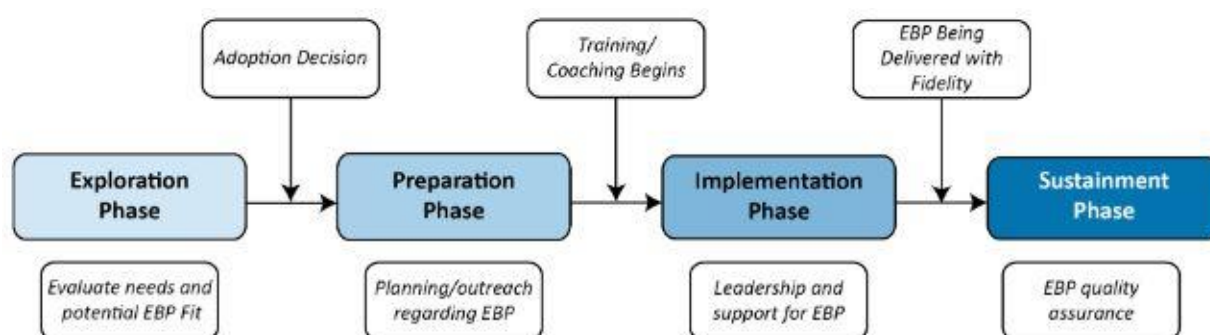 Adoption Decision
Training/
Coaching Begins
EBP Being
Delivered with
Fidelity
Exploration
Phase
Preparation
Phase
Implementation
Phase
Sustainment
Phase
Evaluate needs and
potential EBP Fit
Planning/outreach
regarding EBP
Leadership and
support for EBP
EBP quality
assurance